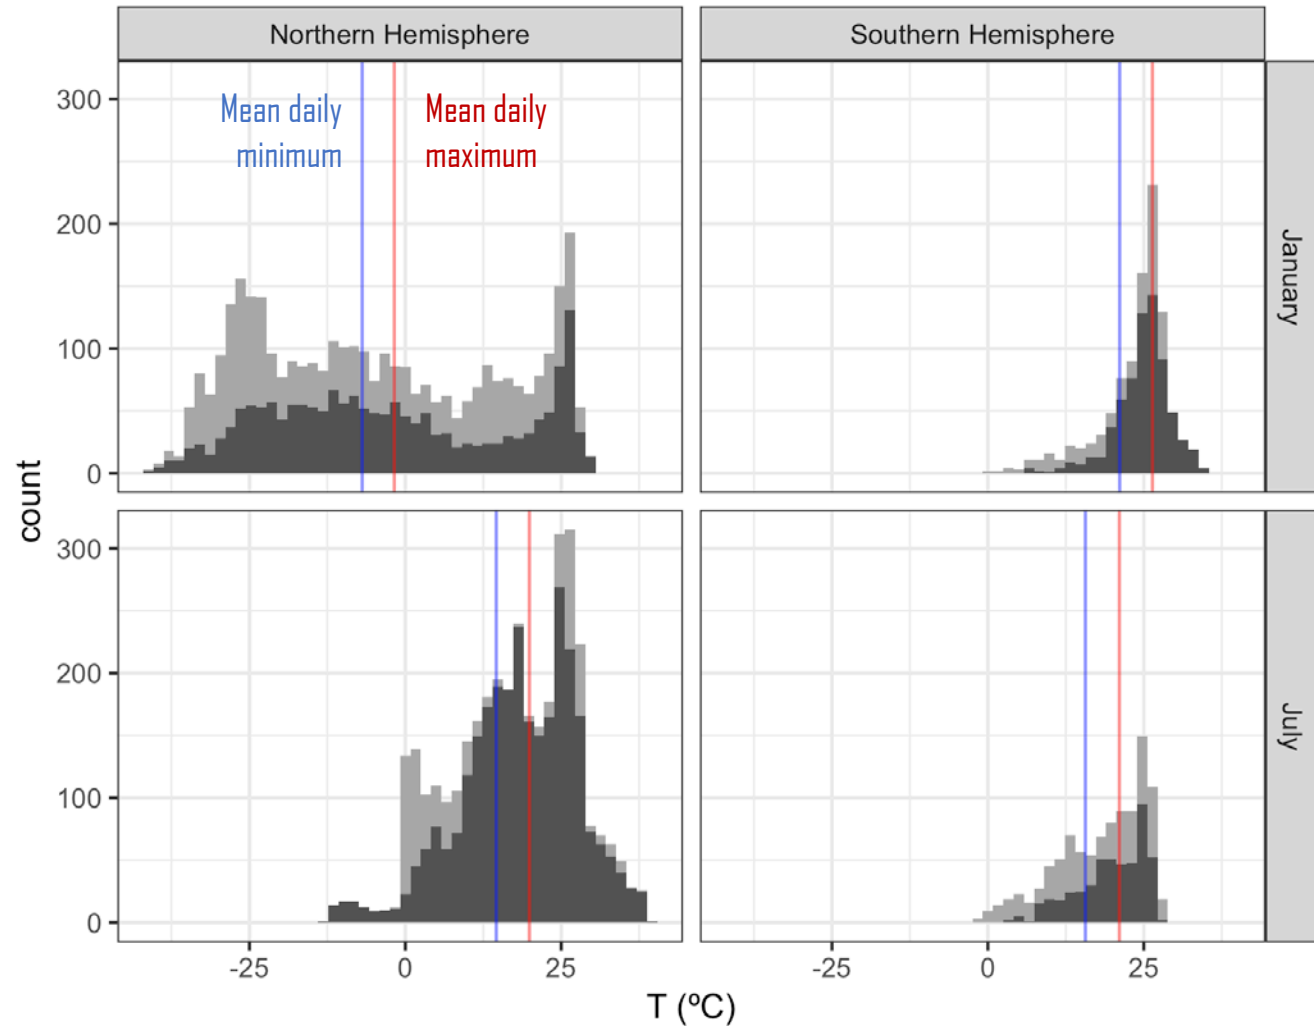 Northern Hemisphere
Southern Hemisphere
Mean daily
minimum
Mean daily
maximum
300
200
100
0
January
count
300
200
100
0
July
-25
0
25
-25
0
25
T (ºC)